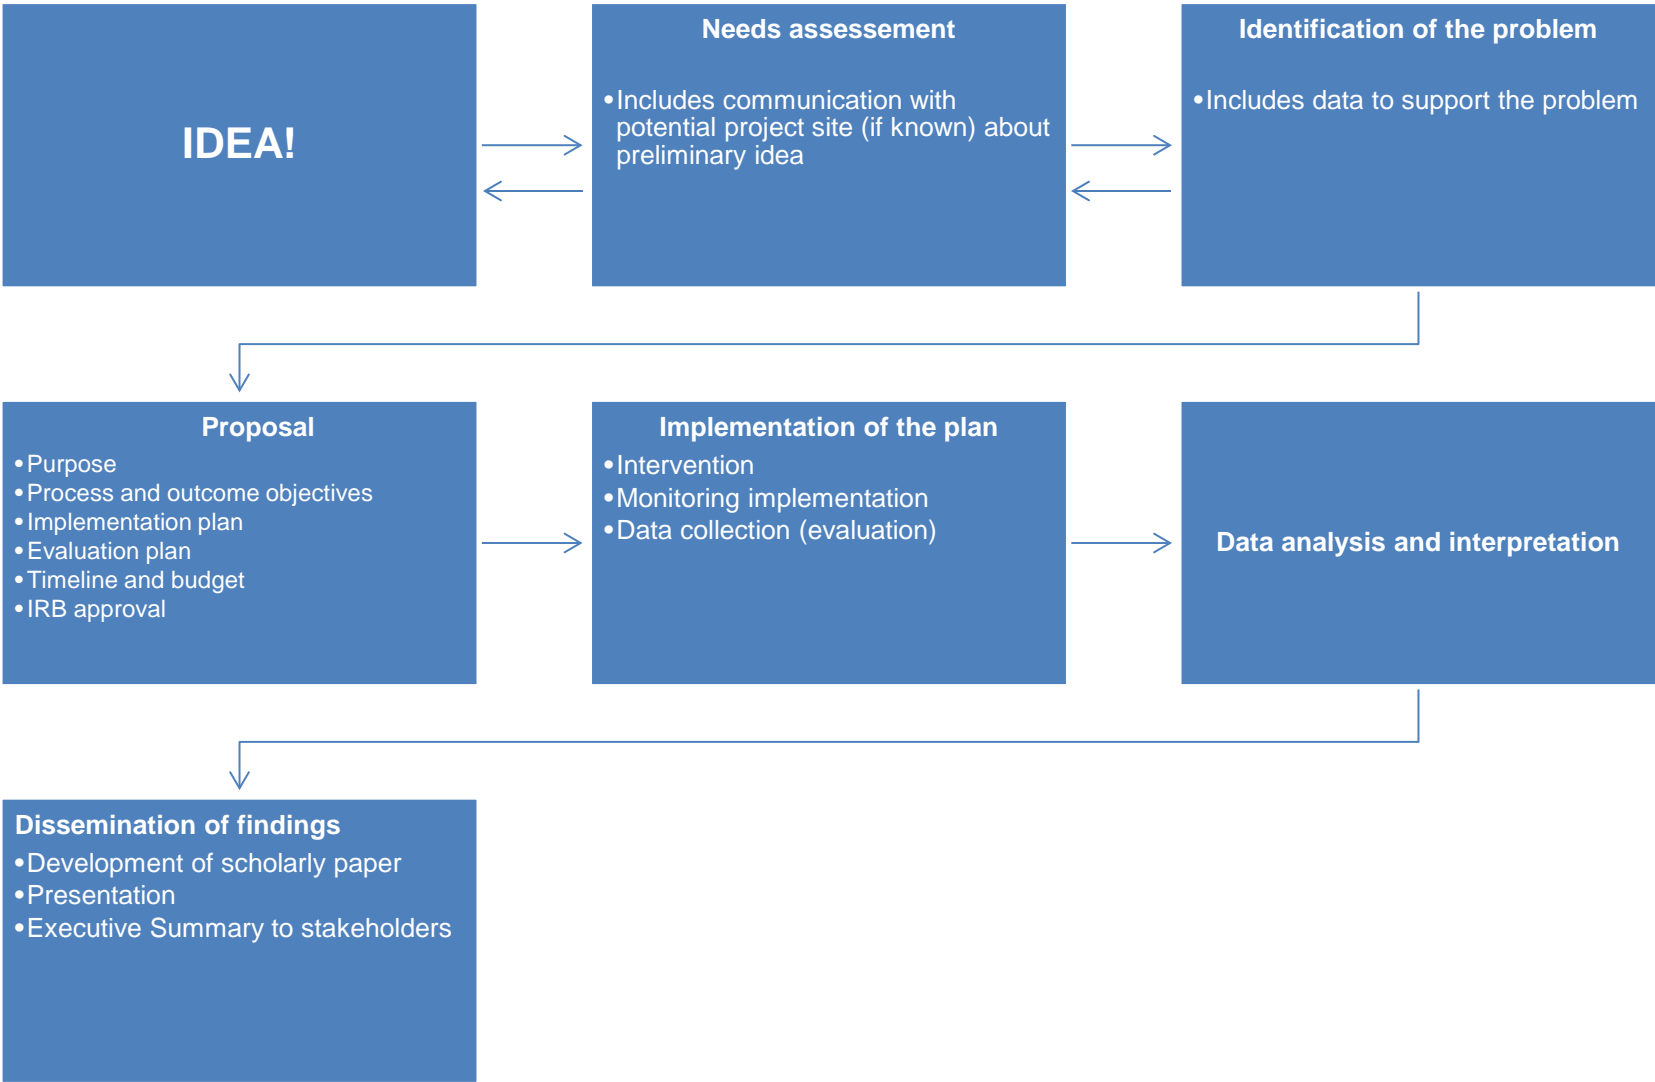 IDEA!
Needs assessement
•Includes communication with
potential project site (if known) about
preliminary idea
Identification of the problem
•Includes data to support the problem
Proposal
•Purpose
•Process and outcome objectives
•Implementation plan
•Evaluation plan
•Timeline and budget
•IRB approval
Implementation of the plan
•Intervention
•Monitoring implementation
•Data collection (evaluation)
Data analysis and interpretation
Dissemination of findings
•Development of scholarly paper
•Presentation
•Executive Summary to stakeholders